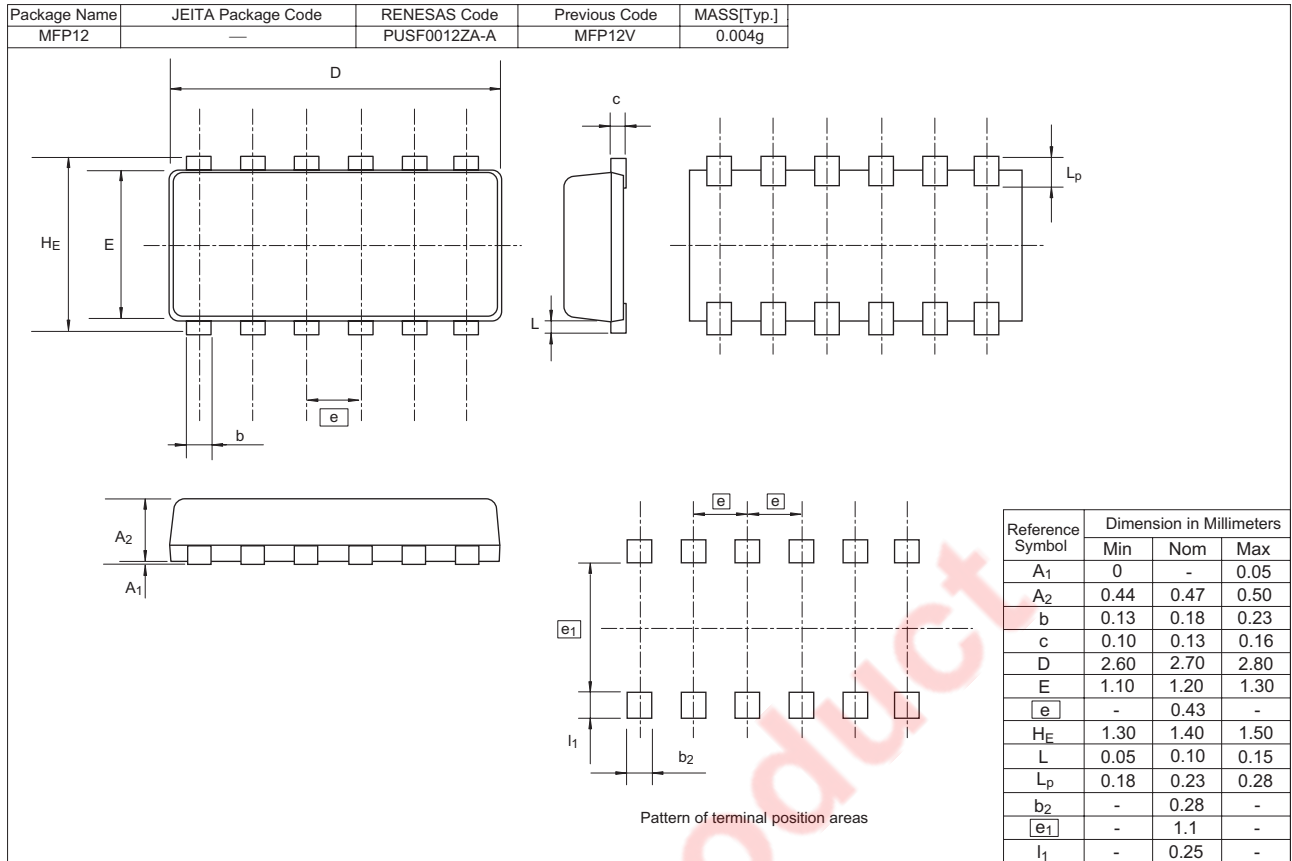 Package Name JEITA Package Code RENESAS Code Previous Code MASS[Typ.]
MFP12 — PUSF0012ZA-A MFP12V 0.004g
D
c
HE
E
Lp
L
e
b
A2
A1
e e
e1
l1
b2
Pattern of terminal position areas
Reference Symbol Dimension in Millimeters
Min Nom Max
A1 0 - 0.05
A2 0.44 0.47 0.50
b 0.13 0.18 0.23
c 0.10 0.13 0.16
D 2.60 2.70 2.80
E 1.10 1.20 1.30
e - 0.43 -
HE 1.30 1.40 1.50
L 0.05 0.10 0.15
Lp 0.18 0.23 0.28
b2 - 0.28 -
e1 - 1.1 -
l1 - 0.25 -